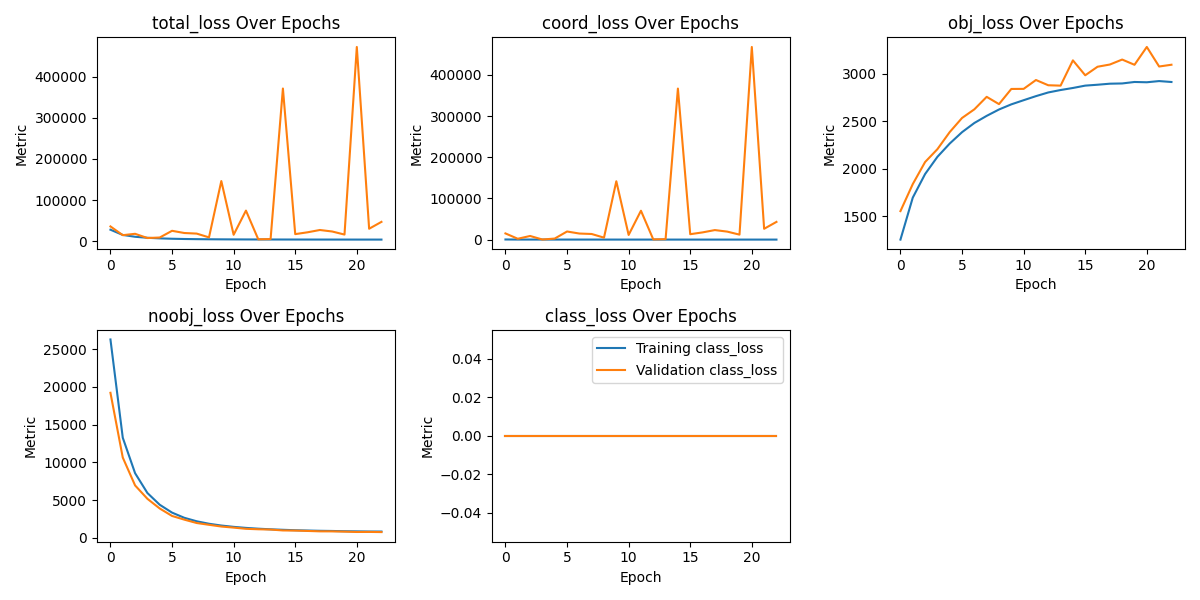 total_loss Over Epochs
coord_loss Over Epochs
obj_loss Over Epochs
400000
300000
200000
100000
0
Metric
0 5 10 15 20
Epoch
400000
300000
200000
100000
0
Metric
0 5 10 15 20
Epoch
3000
2500
2000
1500
Metric
0 5 10 15 20
Epoch
noobj_loss Over Epochs
class_loss Over Epochs
25000
20000
15000
10000
5000
0
Metric
0 5 10 15 20
Epoch
Training class_loss
Validation class_loss
0.04
0.02
0.00
−0.02
−0.04
Metric
0 5 10 15 20
Epoch